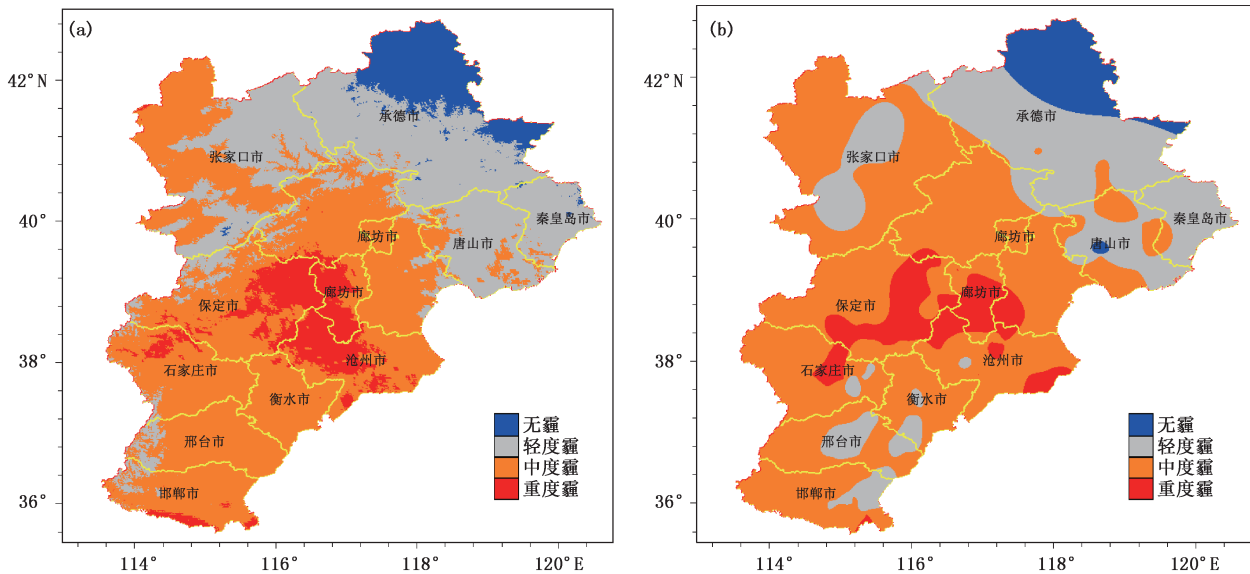 (a)
42°N
40°
38°
36°
114°
116°
118°
120°E
承德市
张家口市
秦皇岛市
廊坊市
唐山市
廊坊市
保定市
沧州市
石家庄市
衡水市
邢台市
邯郸市
无霾
轻度霾
中度霾
重度霾
(b)
42°N
40°
38°
36°
114°
116°
118°
120°E
承德市
张家口市
秦皇岛市
廊坊市
唐山市
廊坊市
保定市
沧州市
石家庄市
衡水市
邢台市
邯郸市
无霾
轻度霾
中度霾
重度霾